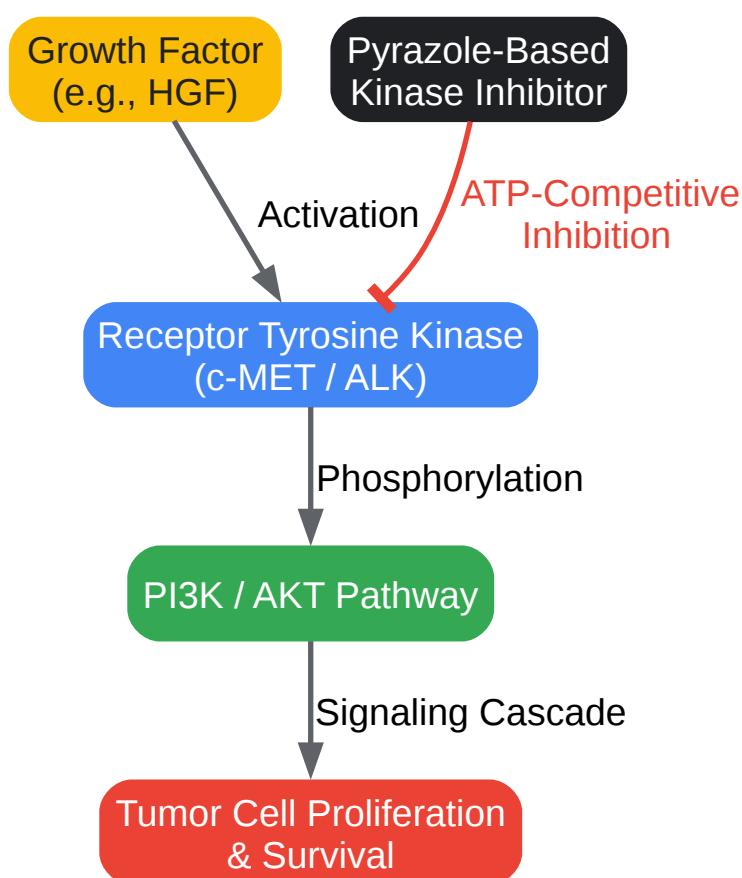 Growth Factor
(e.g., HGF)
Pyrazole-Based
Kinase Inhibitor
Activation
ATP-Competitive
Inhibition
Receptor Tyrosine Kinase
(c-MET / ALK)
Phosphorylation
PI3K / AKT Pathway
Signaling Cascade
Tumor Cell Proliferation
& Survival